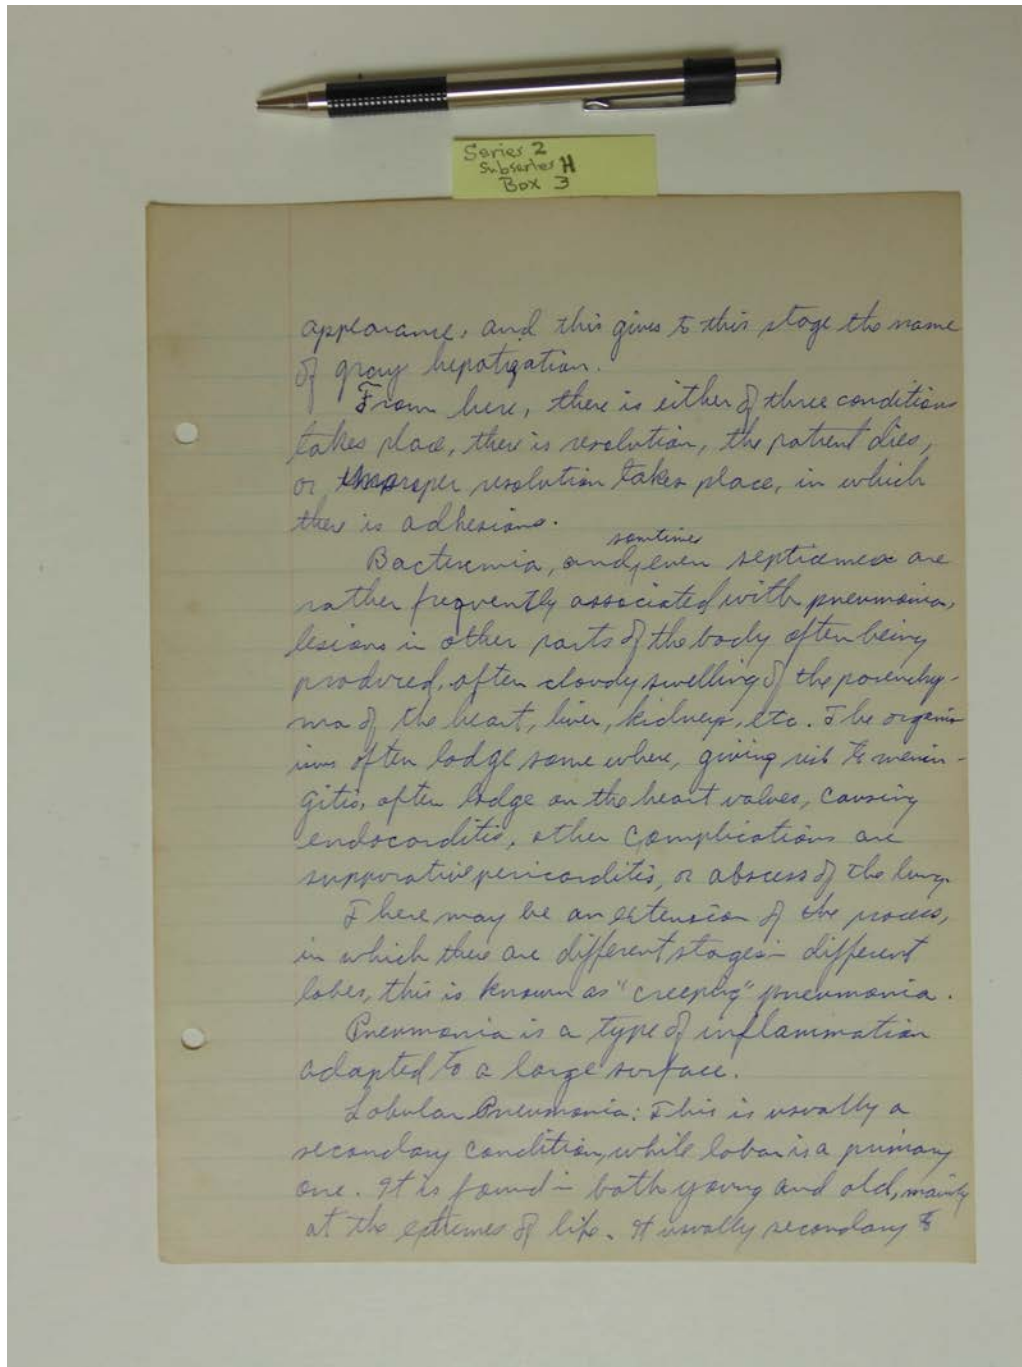 Series 2
Subseries H
Box 3
appearance, and this gives to this stage the name
of gray hepatization.
From here, there is either of three conditions
takes place, there is resolution, the patient dies,
or improper resolution takes place, in which
there is adhesions.
sometimes
Bacteremia, and even septicemea are
rather frequently associated with pneumonia,
lesions in other parts of the body often being
produced, often cloudy swelling of the parenchy-
ma of the heart, liver, kidneys, etc. The organis
often lodge some where, giving to menin-
gitis, often lodge on the heart valves, causing
endocarditis, other complications are
suppurative pericarditis, or abscess of the lung.
There may be an extension of the process,
in which there are different stages in different
lobes, this is known as "creeping" pneumonia.
Pneumonia is a type of inflammation
adapted to a large surface.
Lobular Pneumonia: This is usually a
secondary condition, while lobar is a primary
one. It is found in both young and old, mainly
at the extremes of life. It usually secondary to